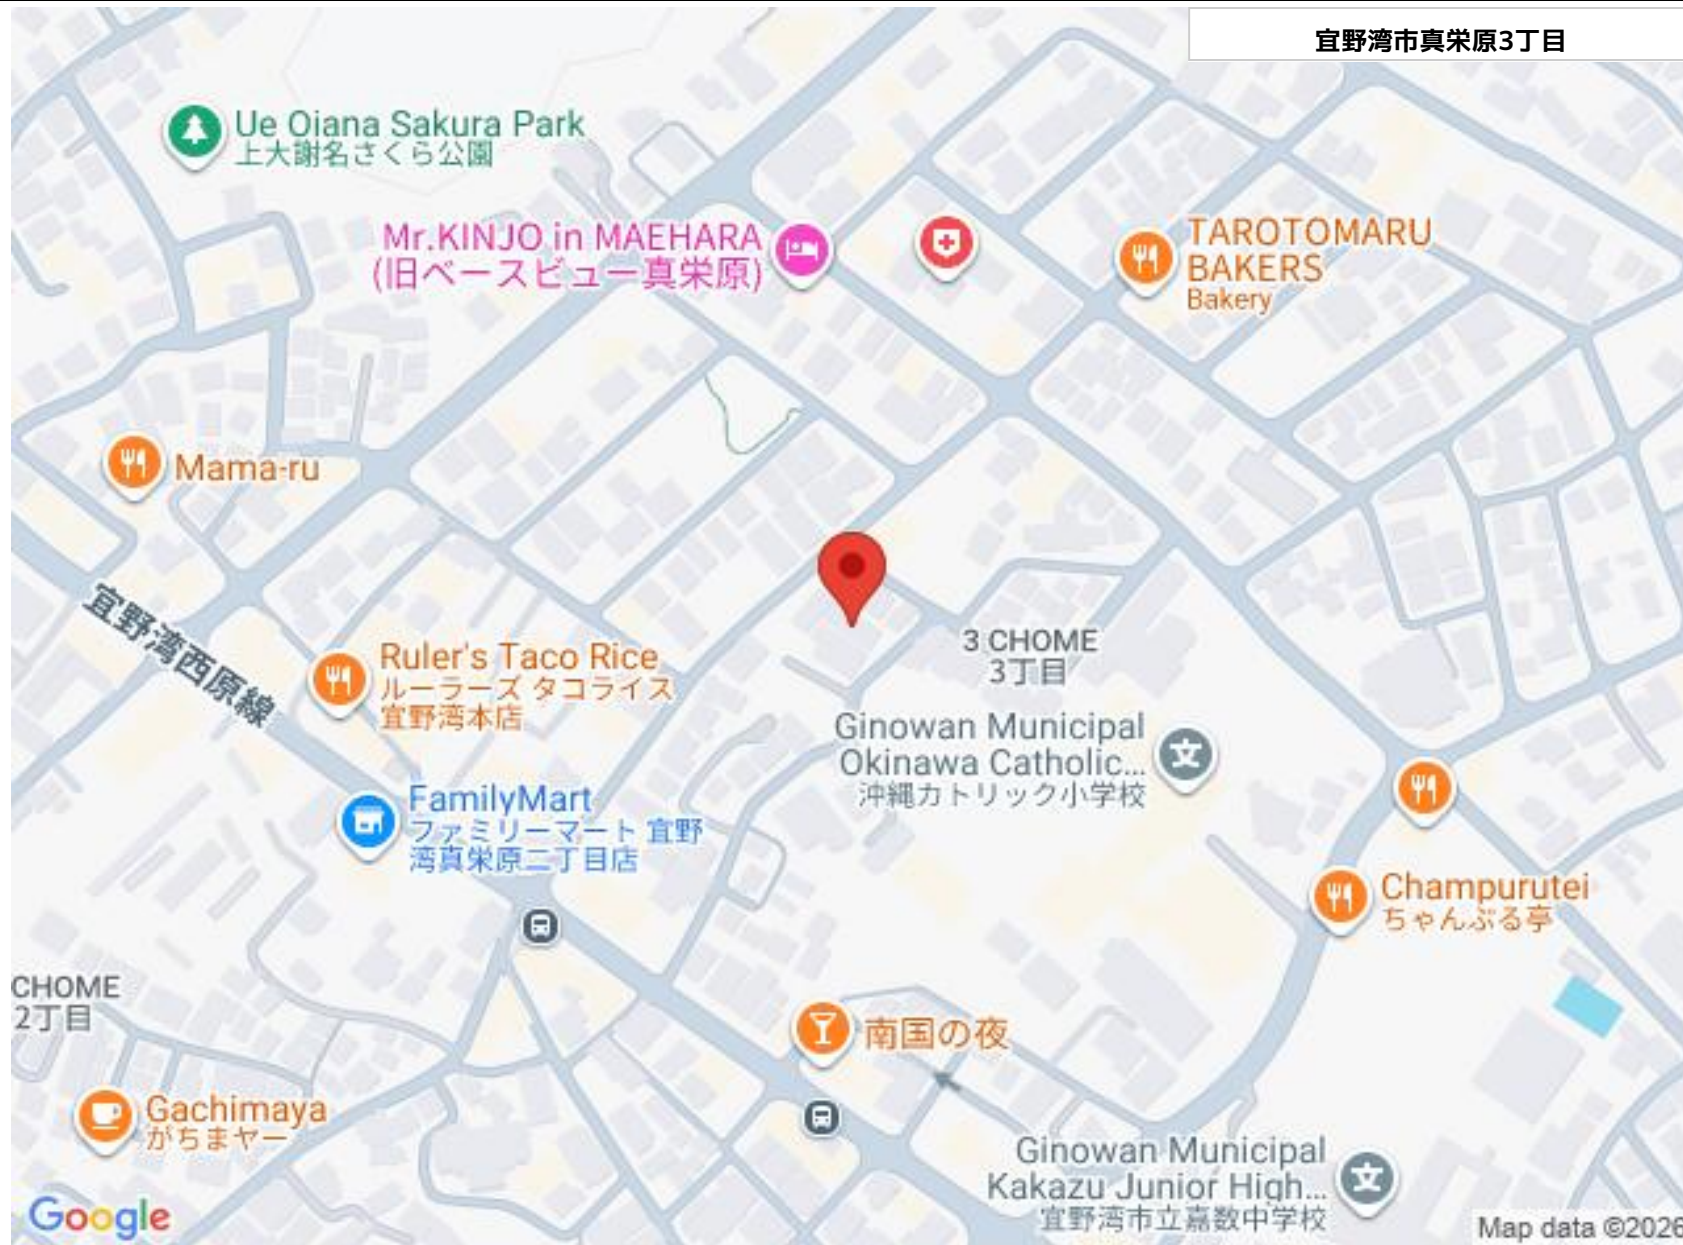 宜野湾市真栄原3丁目
Ue Oiana Sakura Park
上大謝名さくら公園
Mr.KINJO in MAEHARA
(旧ベースビュー真栄原)
TAROTOMARU
BAKERS
Bakery
Mama-ru
宜野湾西原線
Ruler's Taco Rice
ルーラーズ タコライス
宜野湾本店
3 CHOME
3丁目
Ginowan Municipal
Okinawa Catholic...
沖縄カトリック小学校
FamilyMart
ファミリーマート 宜野
湾真栄原二丁目店
Champurutei
ちゃんぷる亭
CHOME
2丁目
南国の夜
Gachimaya
がちまヤー
Ginowan Municipal
Kakazu Junior High...
宜野湾市立嘉数中学校
Google
Map data ©2026